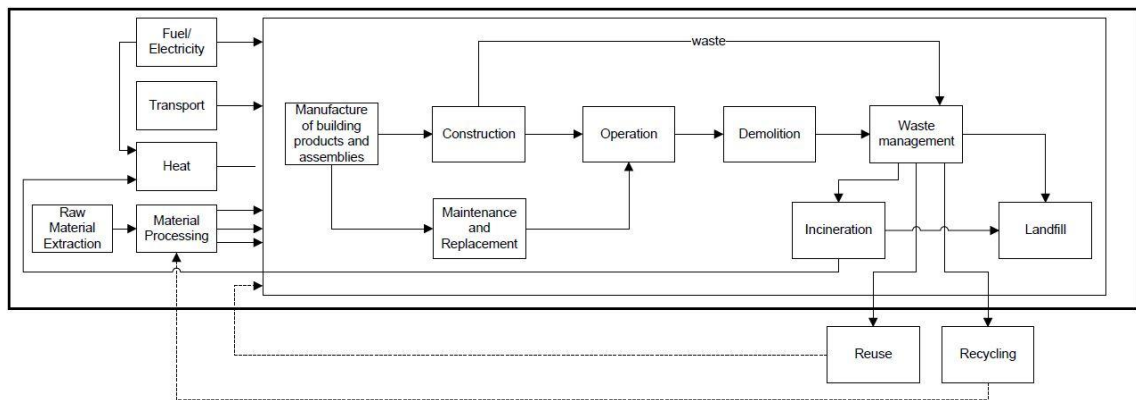 Fuel/
Electricity
waste
Transport
Manufacture
of building
products and
assemblies
Construction
Operation
Demolition
Waste
management
Heat
Raw
Material
Extraction
Material
Processing
Maintenance
and
Replacement
Incineration
Landfill
Reuse
Recycling